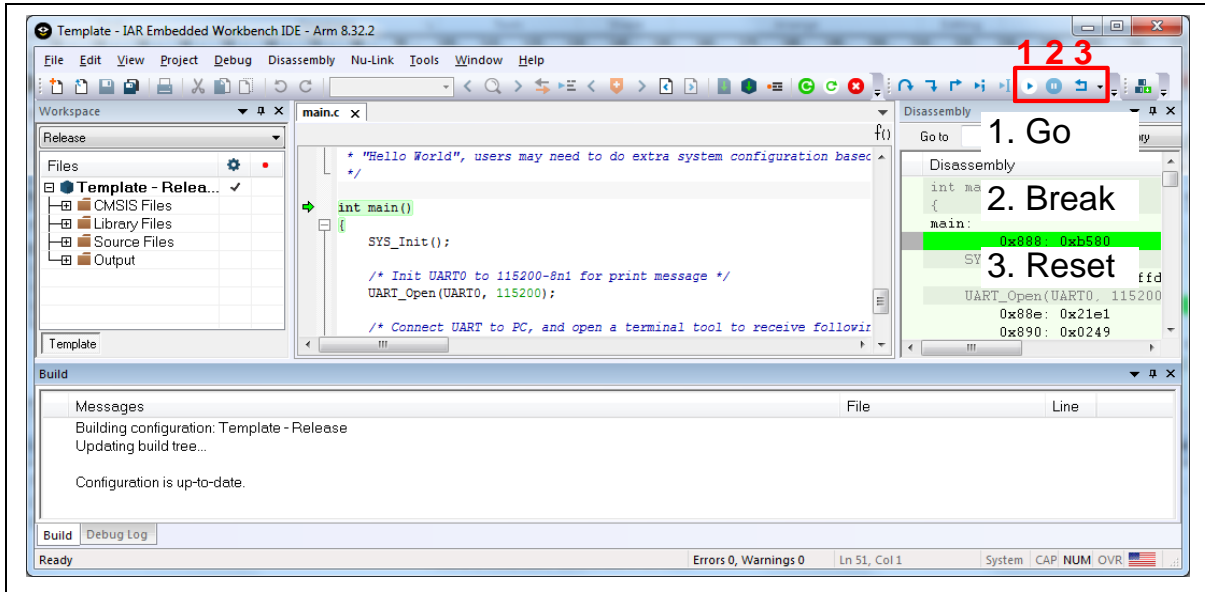 Template - IAR Embedded Workbench IDE - Arm 8.32.2
1 2 3
File Edit View Project Debug Disassembly Nu-Link Tools Window Help
Workspace
main.c
Disassembly
Release
f()
Go to
1. Go
Files
Template - Relea...
CMSIS Files
Library Files
Source Files
Output
* "Hello World", users may need to do extra system configuration based
*/
int main()
{
SYS_Init();
/* Init UART0 to 115200-8n1 for print message */
UART_Open(UART0, 115200);
/* Connect UART to PC, and open a terminal tool to receive followin
Disassembly
int ma
{
2. Break
main:
0x888: 0xb580
SY
3. Reset
ffd
UART_Open(UART0, 115200
0x88e: 0x21e1
0x890: 0x0249
Template
Build
Messages File Line
Building configuration: Template - Release
Updating build tree...
Configuration is up-to-date.
Build Debug Log
Ready Errors 0, Warnings 0 Ln 51, Col 1 System CAP NUM OVR